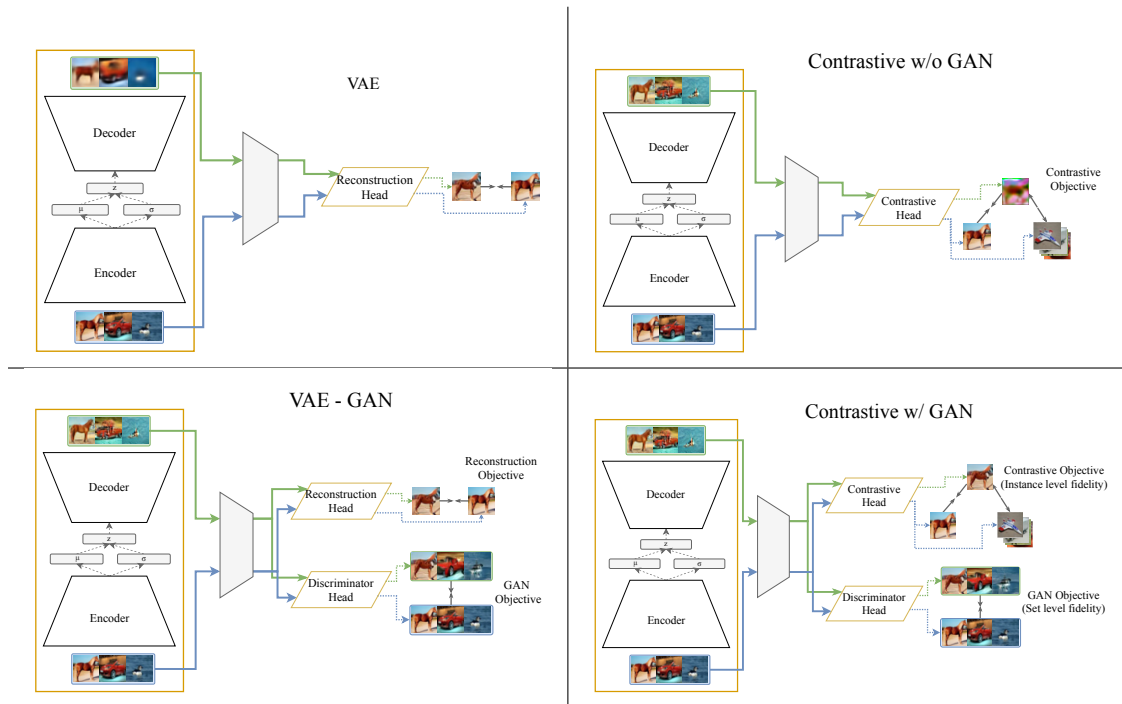 VAE
Decoder
z
μ
σ
Encoder
Reconstruction
Head
Contrastive w/o GAN
Decoder
z
μ
σ
Encoder
Contrastive
Head
Contrastive
Objective
VAE - GAN
Decoder
z
μ
σ
Encoder
Reconstruction
Head
Reconstruction
Objective
Discriminator
Head
GAN
Objective
Contrastive w/ GAN
Decoder
z
μ
σ
Encoder
Contrastive
Head
Contrastive Objective
(Instance level fidelity)
Discriminator
Head
GAN Objective
(Set level fidelity)